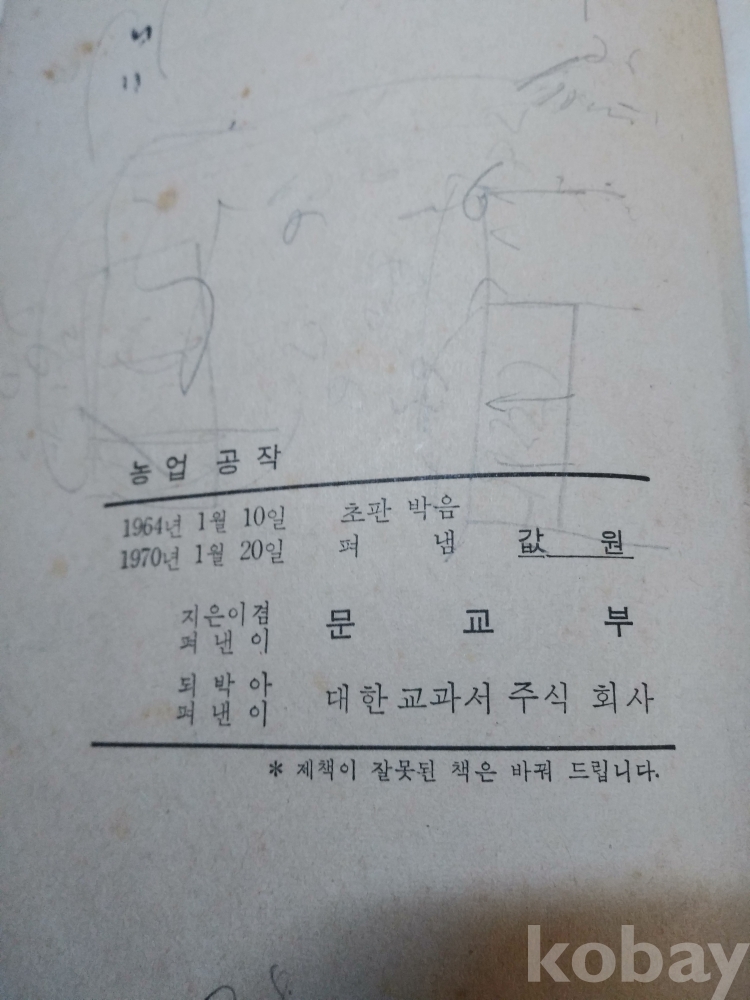 농업 공작
1964년 1월 10일 초판 박음
1970년 1월 20일 펴 냄 값 원
지은이겸
펴 낸 이 문 교 부
되 박 아
펴 낸 이 대한교과서 주식 회사
* 제책이 잘못된 책은 바꿔 드립니다.
kobay